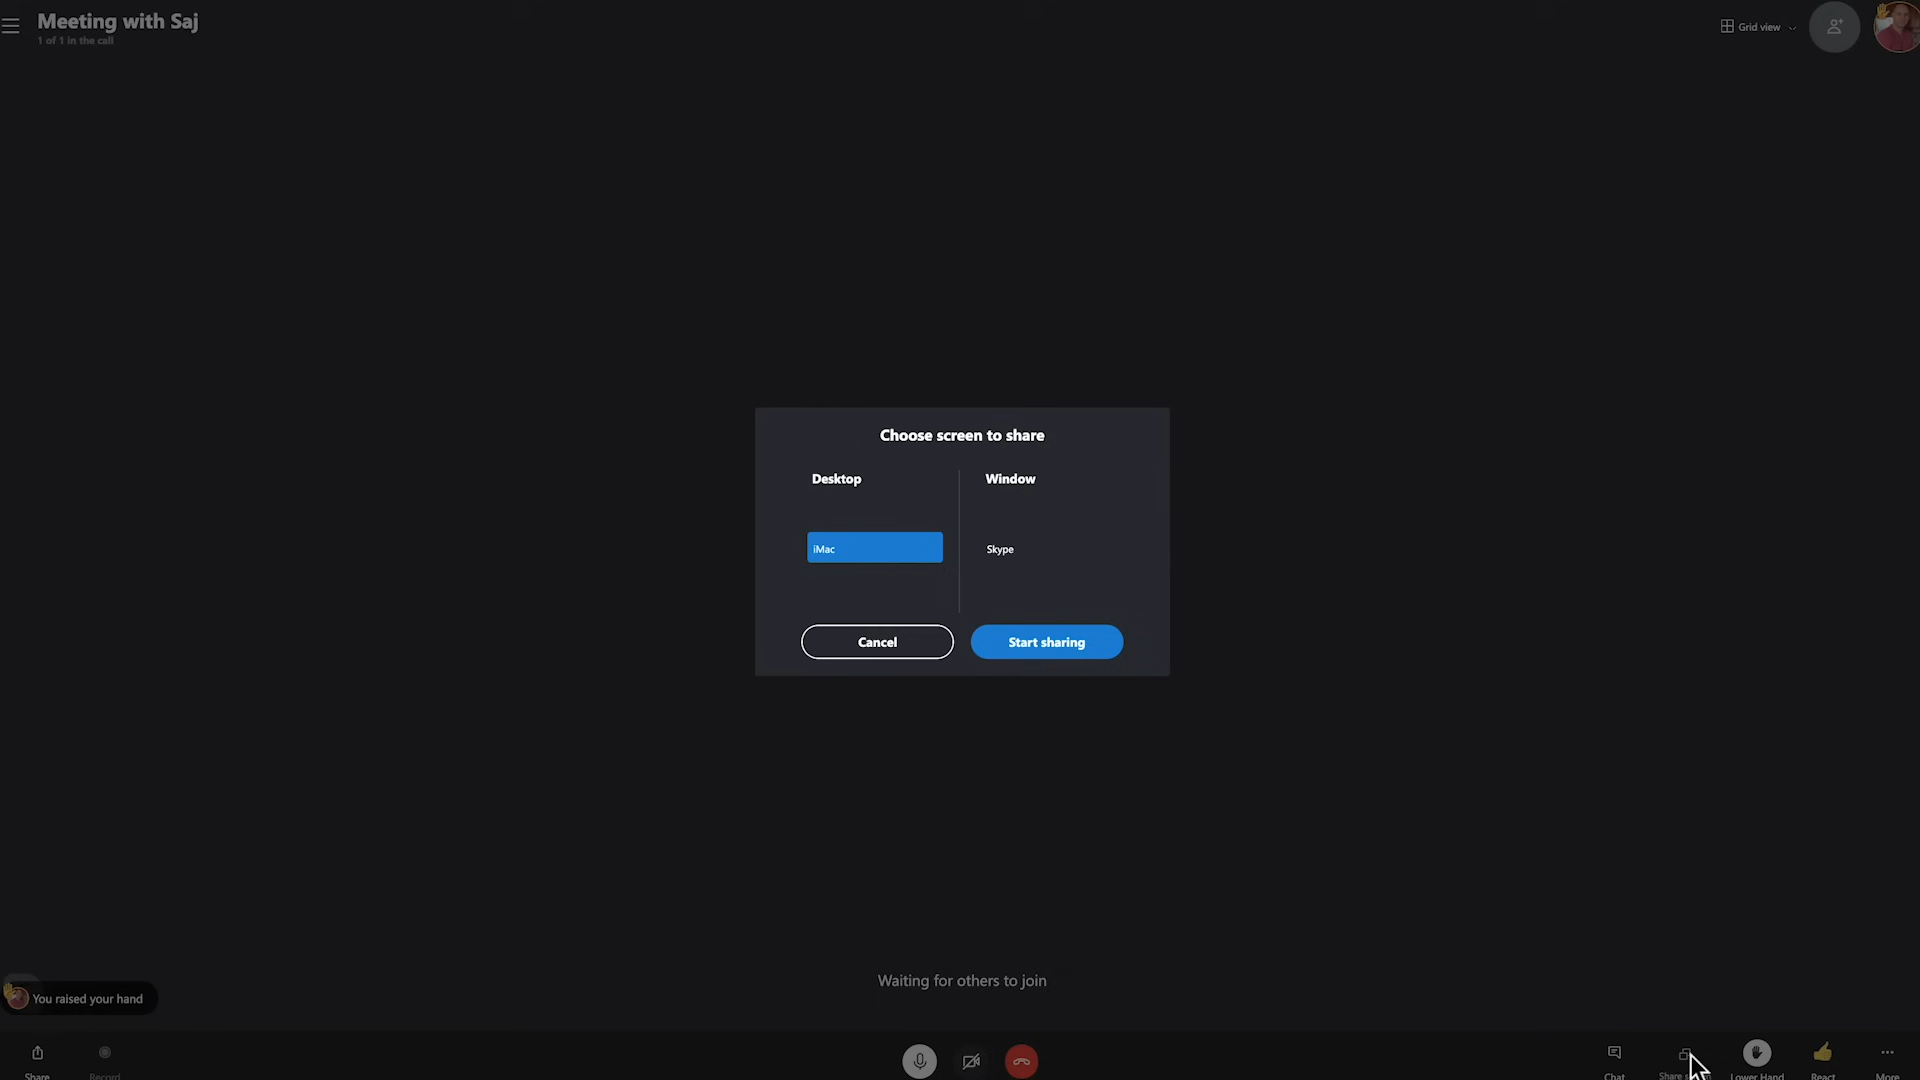 Meeting with Saj
1 of 1 in the call
Grid view
Choose screen to share
Desktop
Window
iMac
Skype
Cancel
Start sharing
Waiting for others to join
You raised your hand
Share
Record
Chat
Share
Lower Hand
React
More